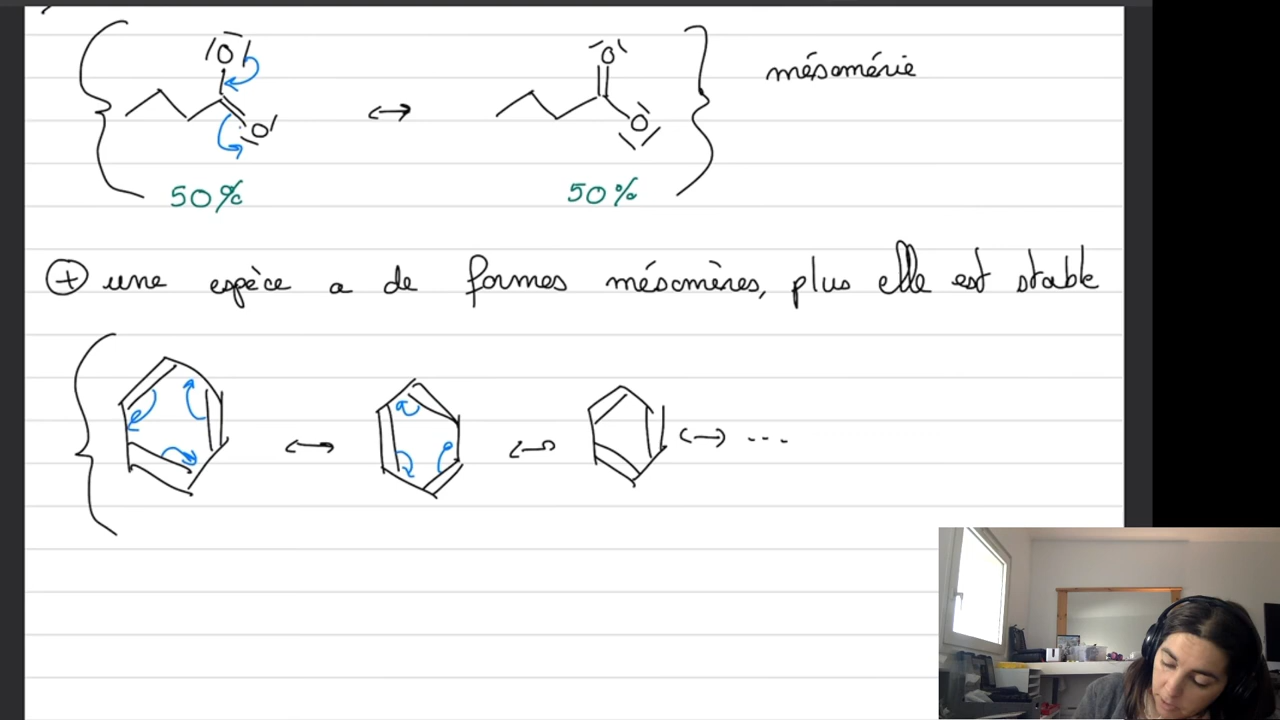 |O| ↔ |O| mésomérie
O O
50% 50%
⊕ une espèce a de formes mésomères, plus elle est stable
↔ ↔ ↔ ...